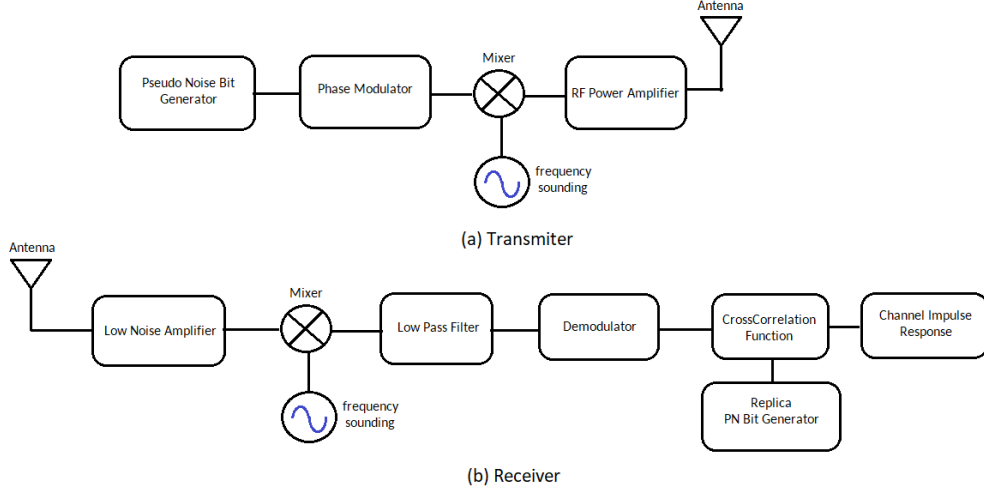 Antenna
Mixer
Pseudo Noise Bit
Generator
Phase Modulator
RF Power Amplifier
frequency
sounding
(a) Transmiter
Antenna
Mixer
Low Noise Amplifier
Low Pass Filter
Demodulator
CrossCorrelation
Function
Channel Impulse
Response
frequency
sounding
Replica
PN Bit Generator
(b) Receiver